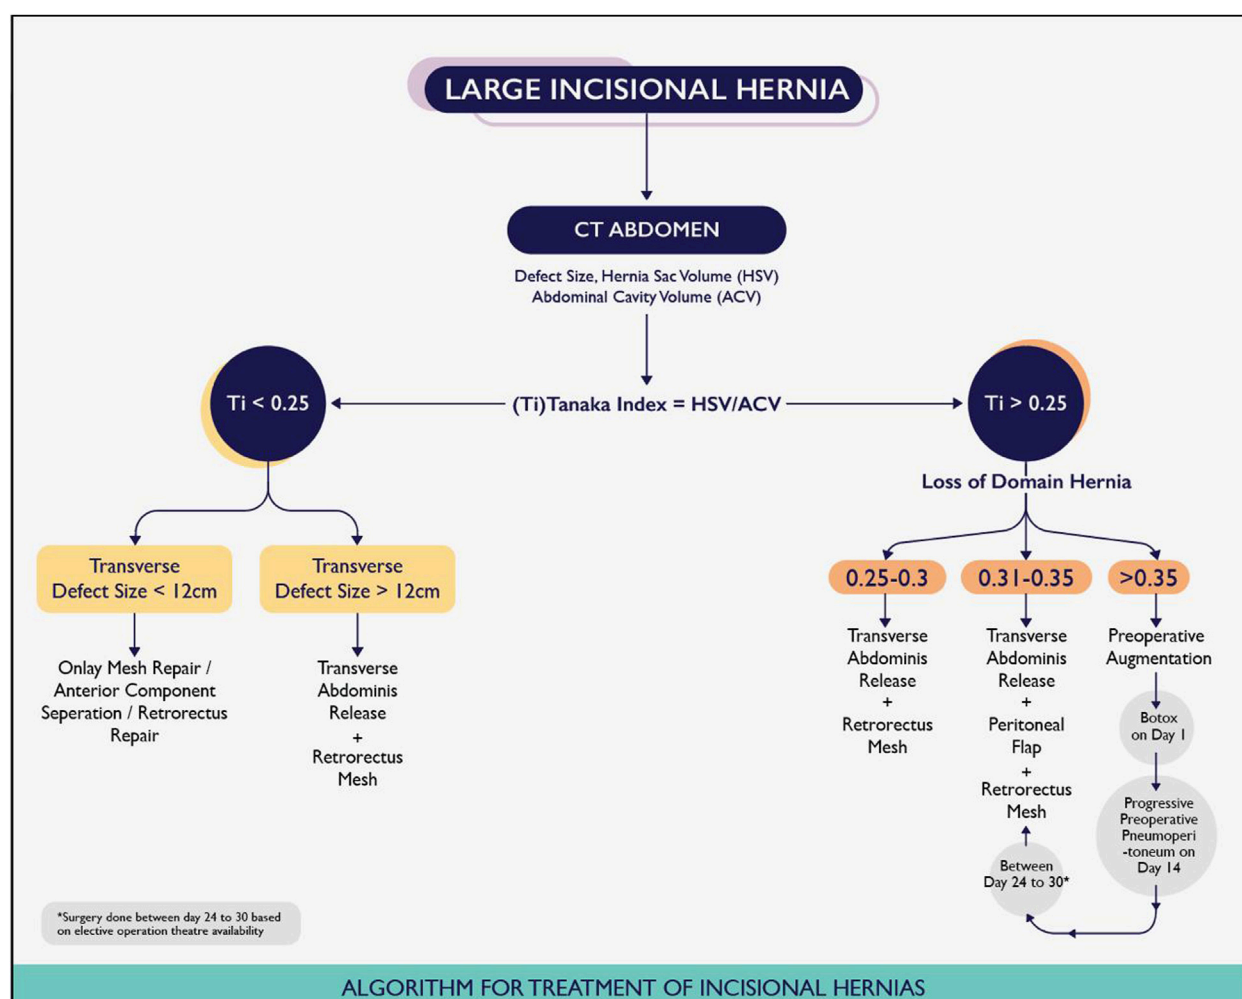 LARGE INCISIONAL HERNIA
CT ABDOMEN
Defect Size, Hernia Sac Volume (HSV)
Abdominal Cavity Volume (ACV)
Ti < 0.25
(Ti)Tanaka Index = HSV/ACV
Ti > 0.25
Loss of Domain Hernia
Transverse
Defect Size < 12cm
Transverse
Defect Size > 12cm
0.25-0.3
0.31-0.35
>0.35
Onlay Mesh Repair /
Anterior Component
Seperation / Retrorectus
Repair
Transverse
Abdominis
Release
+
Retrorectus
Mesh
Transverse
Abdominis
Release
+
Retrorectus
Mesh
Transverse
Abdominis
Release
+
Peritoneal
Flap
+
Retrorectus
Mesh
Preoperative
Augmentation
Botox
on Day 1
Progressive
Preoperative
Pneumoperi
-toneum on
Day 14
Between
Day 24 to 30*
*Surgery done between day 24 to 30 based
on elective operation theatre availability
ALGORITHM FOR TREATMENT OF INCISIONAL HERNIAS